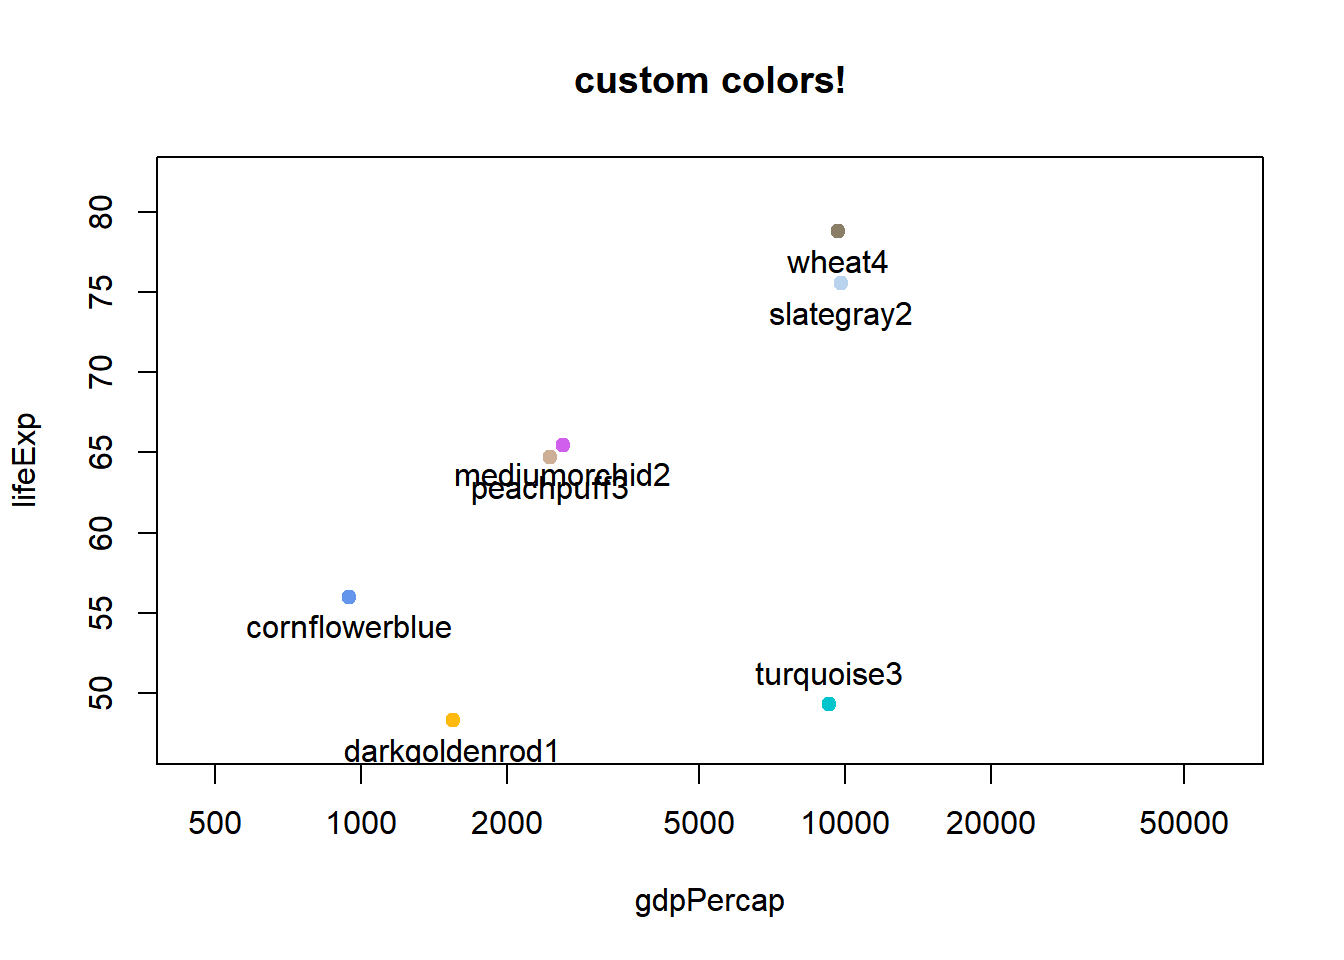 custom colors!
80
75
70
65
60
55
50
lifeExp
wheat4
slategray2
mediumorchid2
peachpuff3
cornflowerblue
turquoise3
darkgoldenrod1
500 1000 2000 5000 10000 20000 50000
gdpPercap